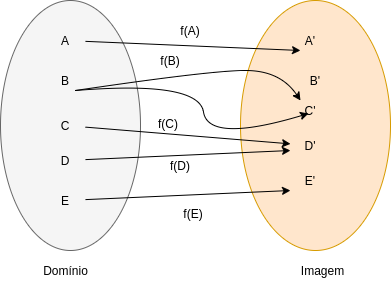 f(A)
A
A'
f(B)
B
B'
C'
f(C)
C
D'
D
f(D)
E'
E
f(E)
Domínio
Imagem